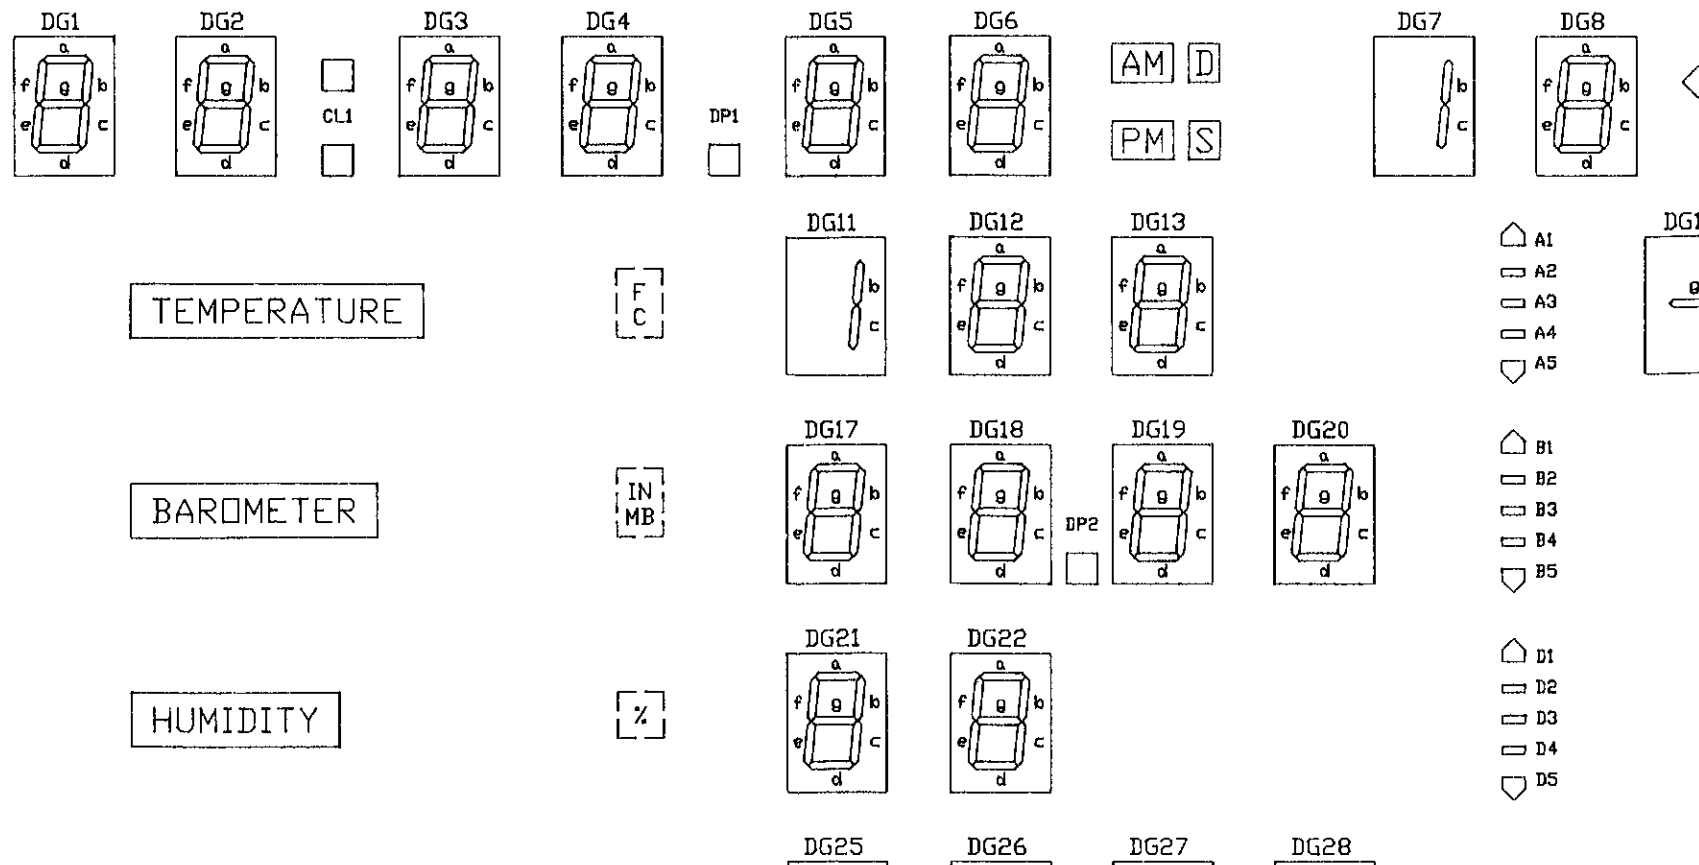 DG1 DG2 DG3 DG4 DG5 DG6 DG7 DG8
a a a a a a AM D a
f g b f g b f g b f g b f g b f g b b f g b
CL1 DP1
e c e c e c e c e c e c PM S c e c
d d d d d d d
DG11 DG12 DG13
a a A1
F b f g b f g b A2 g
TEMPERATURE A3
C c e c e c A4
d d A5
DG17 DG18 DG19 DG20
a a a a B1
IN f g b f g b f g b f g b B2
BAROMETER B3
MB e c e c DP2 e c e c B4
d d d d B5
DG21 DG22
a a D1
f g b f g b D2
HUMIDITY % D3
e c e c D4
d d D5
DG25 DG26 DG27 DG28